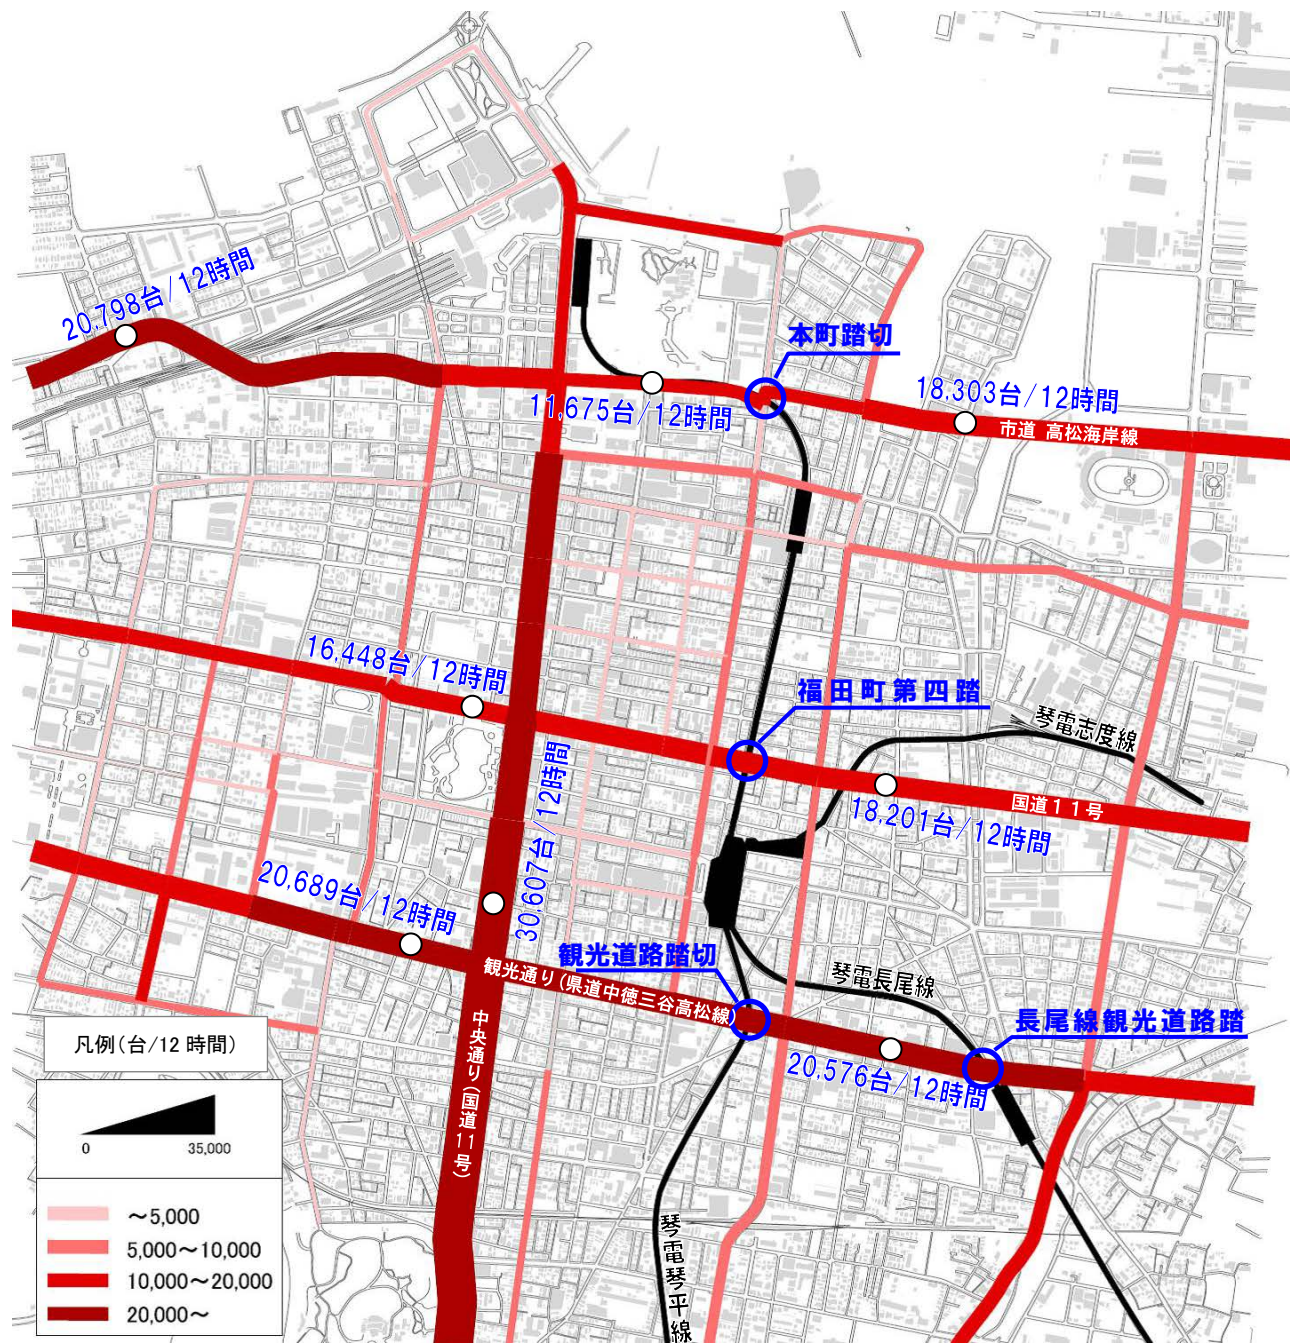 20,798台/12時間
本町踏切
11,675台/12時間
18,303台/12時間
市道 高松海岸線
16,448台/12時間
福田町第四踏
琴電志度線
30,607台/12時間
国道11号
18,201台/12時間
20,689台/12時間
観光道路踏切
観光通り(県道中徳三谷高松線)
琴電長尾線
長尾線観光道路踏
中央通り(国道11号)
20,576台/12時間
琴電琴平線
凡例(台/12時間)
0
35,000
～5,000
5,000～10,000
10,000～20,000
20,000～